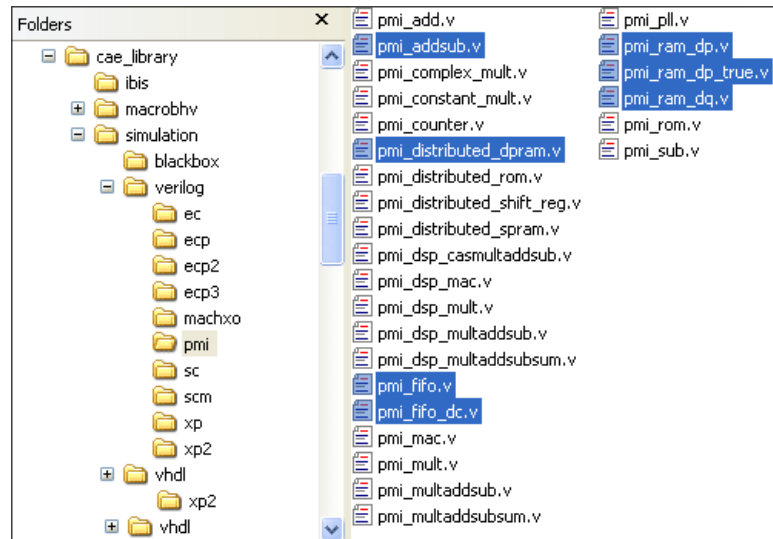 Folders
cae_library
ibis
macrobhv
simulation
blackbox
verilog
ec
ecp
ecp2
ecp3
machxo
pmi
sc
scm
xp
xp2
vhdl
xp2
vhdl
pmi_add.v
pmi_addsub.v
pmi_complex_mult.v
pmi_constant_mult.v
pmi_counter.v
pmi_distributed_dpram.v
pmi_distributed_rom.v
pmi_distributed_shift_reg.v
pmi_distributed_spram.v
pmi_dsp_casmultaddsub.v
pmi_dsp_mac.v
pmi_dsp_mult.v
pmi_dsp_multaddsub.v
pmi_dsp_multaddsubsum.v
pmi_fifo.v
pmi_fifo_dc.v
pmi_mac.v
pmi_mult.v
pmi_multaddsub.v
pmi_multaddsubsum.v
pmi_pll.v
pmi_ram_dp.v
pmi_ram_dp_true.v
pmi_ram_dq.v
pmi_rom.v
pmi_sub.v